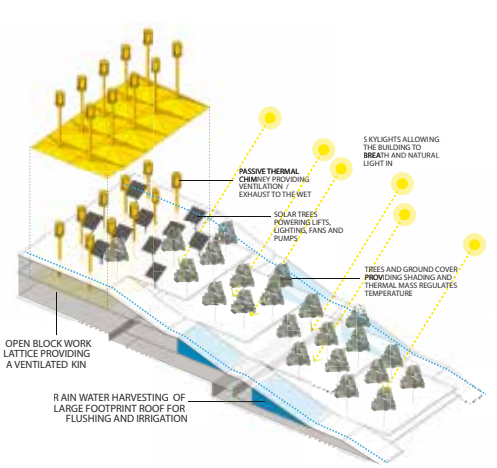 S KYLIGHTS ALLOWING
THE BUILDING TO
BREATH AND NATURAL
LIGHT IN
PASSIVE THERMAL
CHIMNEY PROVIDING
VENTILATION /
EXHAUST TO THE WET
SOLAR TREES
POWERING LIFTS,
LIGHTING, FANS AND
PUMPS
TREES AND GROUND COVER
PROVIDING SHADING AND
THERMAL MASS REGULATES
TEMPERATURE
OPEN BLOCK WORK
LATTICE PROVIDING
A VENTILATED KIN
R AIN WATER HARVESTING OF
LARGE FOOTPRINT ROOF FOR
FLUSHING AND IRRIGATION